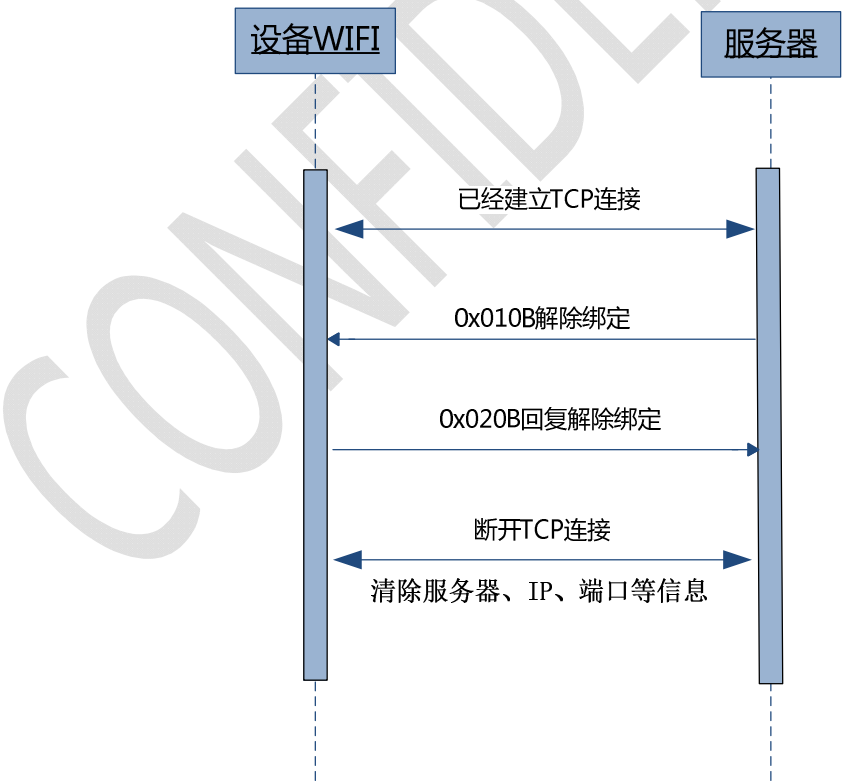 设备WIFI
服务器
已经建立TCP连接
0x010B解除绑定
0x020B回复解除绑定
断开TCP连接
清除服务器、IP、端口等信息